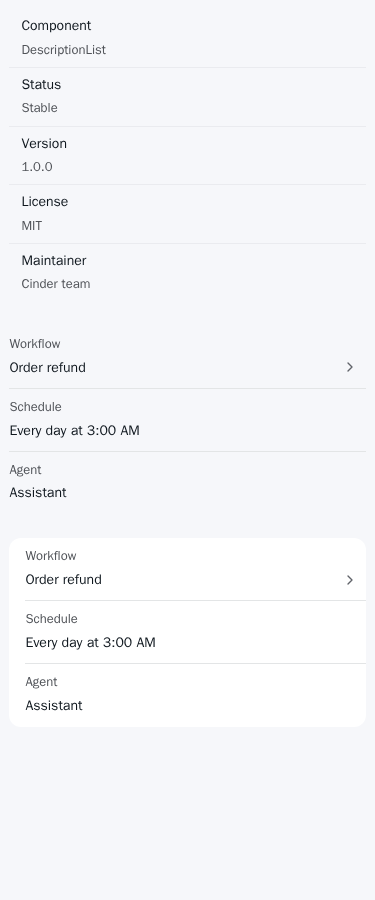 Component
DescriptionList
Status
Stable
Version
1.0.0
License
MIT
Maintainer
Cinder team
Workflow
Order refund
Schedule
Every day at 3:00 AM
Agent
Assistant
Workflow
Order refund
Schedule
Every day at 3:00 AM
Agent
Assistant